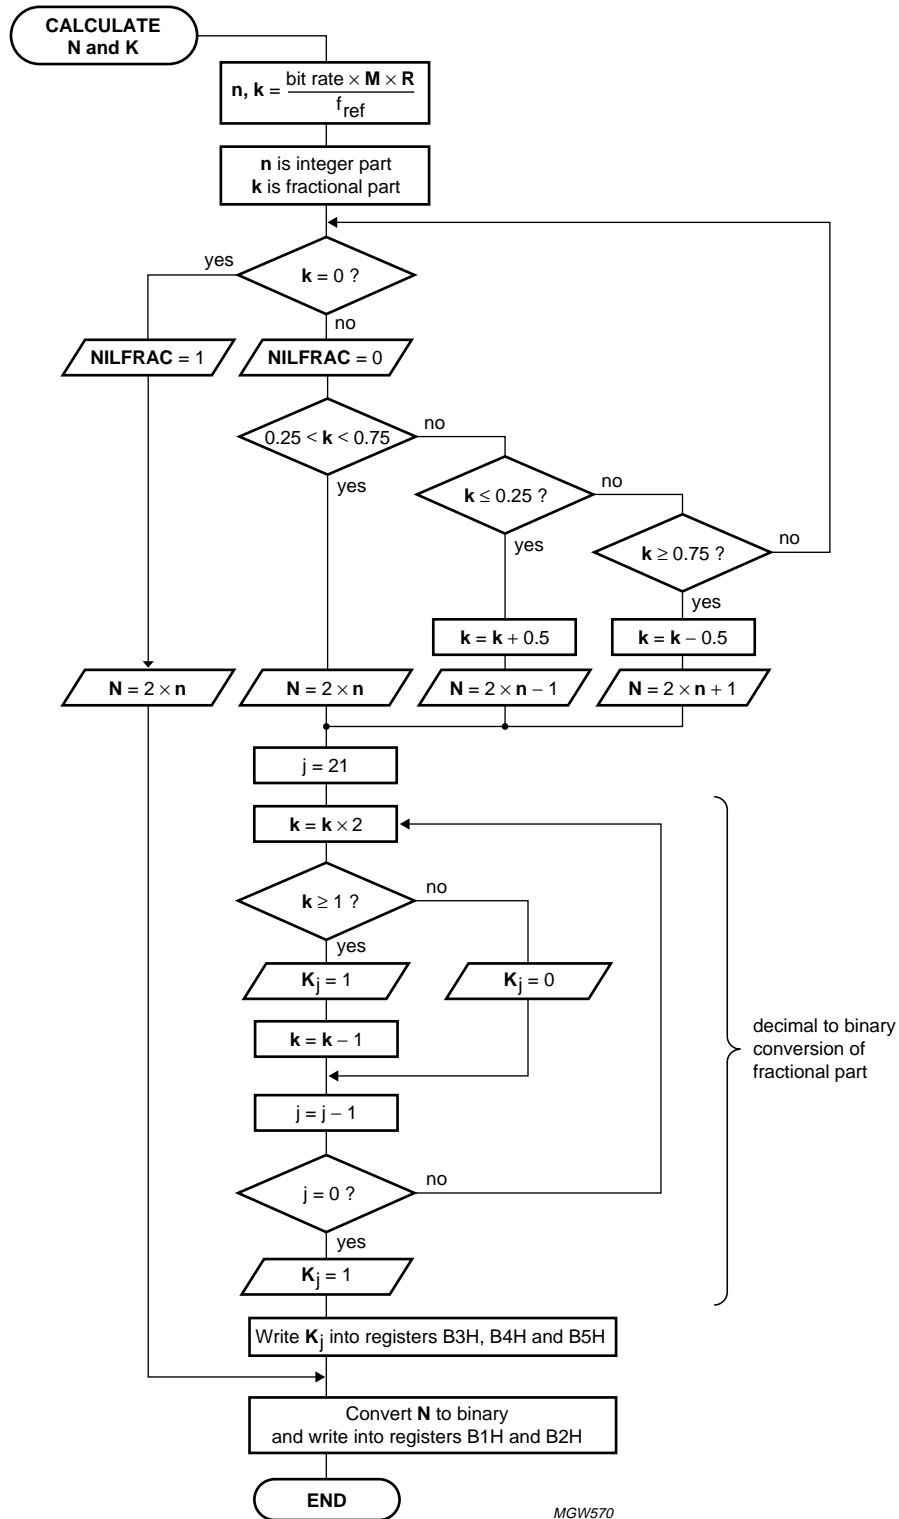 CALCULATE
N and K
n, k = bit rate × M × R
f_ref
n is integer part
k is fractional part
yes
k = 0 ?
no
NILFRAC = 1
NILFRAC = 0
0.25 < k < 0.75
no
yes
k ≤ 0.25 ?
no
yes
k ≥ 0.75 ?
no
yes
k = k + 0.5
k = k − 0.5
N = 2 × n
N = 2 × n
N = 2 × n − 1
N = 2 × n + 1
j = 21
k = k × 2
k ≥ 1 ?
no
yes
K_j = 1
K_j = 0
k = k − 1
j = j − 1
decimal to binary
conversion of
fractional part
j = 0 ?
no
yes
K_j = 1
Write K_j into registers B3H, B4H and B5H
Convert N to binary
and write into registers B1H and B2H
END
MGW570